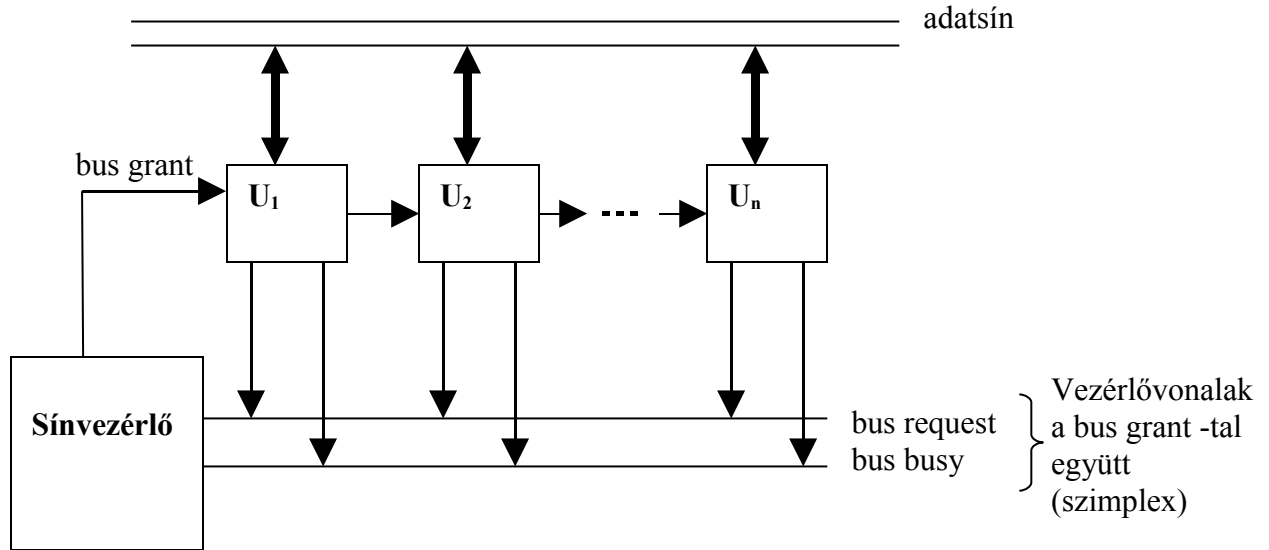 adatsín
bus grant
U1
U2
Un
Sínvezérlő
bus request
bus busy
Vezérlővonalak
a bus grant -tal
együtt
(szimplex)